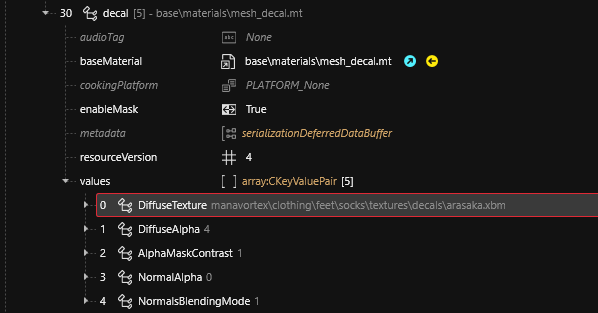 30 decal [5] - base\materials\mesh_decal.mt
audioTag abc None
baseMaterial base\materials\mesh_decal.mt
cookingPlatform PLATFORM_None
enableMask True
metadata serializationDeferredDataBuffer
resourceVersion 4
values [ ] array:CKeyValuePair [5]
0 DiffuseTexture manavortex\clothing\feet\socks\textures\decals\arasaka.xbm
1 DiffuseAlpha 4
2 AlphaMaskContrast 1
3 NormalAlpha 0
4 NormalsBlendingMode 1